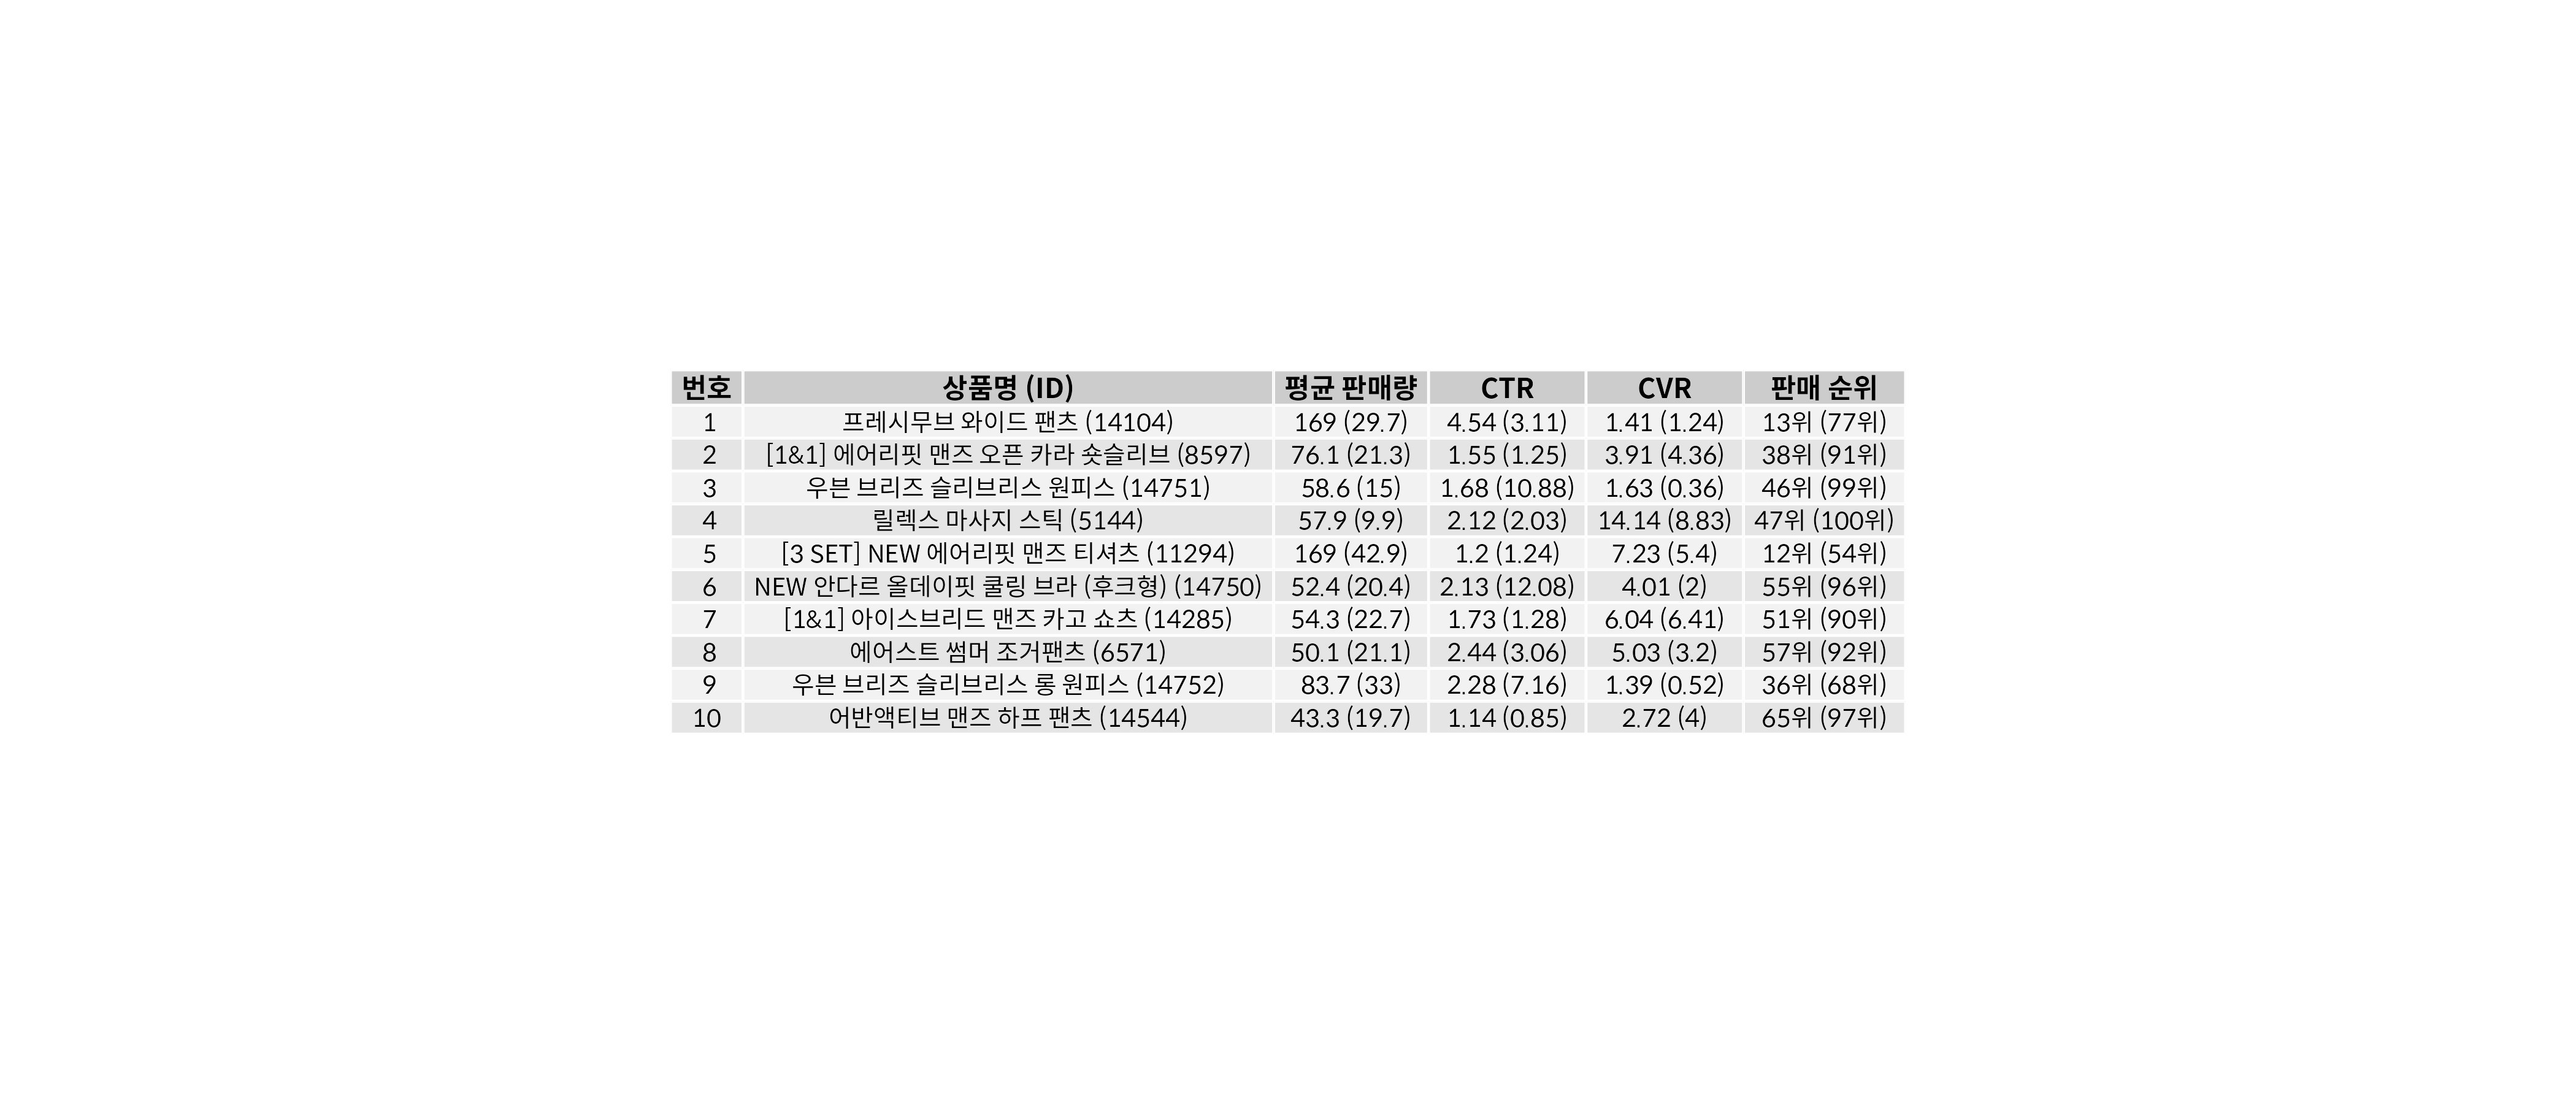 번호 상품명 (ID) 평균 판매량 CTR CVR 판매 순위
1 프레시무브 와이드 팬츠 (14104) 169 (29.7) 4.54 (3.11) 1.41 (1.24) 13위 (77위)
2 [1&1] 에어리핏 맨즈 오픈 카라 숏슬리브 (8597) 76.1 (21.3) 1.55 (1.25) 3.91 (4.36) 38위 (91위)
3 우븐 브리즈 슬리브리스 원피스 (14751) 58.6 (15) 1.68 (10.88) 1.63 (0.36) 46위 (99위)
4 릴렉스 마사지 스틱 (5144) 57.9 (9.9) 2.12 (2.03) 14.14 (8.83) 47위 (100위)
5 [3 SET] NEW 에어리핏 맨즈 티셔츠 (11294) 169 (42.9) 1.2 (1.24) 7.23 (5.4) 12위 (54위)
6 NEW 안다르 올데이핏 쿨링 브라 (후크형) (14750) 52.4 (20.4) 2.13 (12.08) 4.01 (2) 55위 (96위)
7 [1&1] 아이스브리드 맨즈 카고 쇼츠 (14285) 54.3 (22.7) 1.73 (1.28) 6.04 (6.41) 51위 (90위)
8 에어스트 썸머 조거팬츠 (6571) 50.1 (21.1) 2.44 (3.06) 5.03 (3.2) 57위 (92위)
9 우븐 브리즈 슬리브리스 롱 원피스 (14752) 83.7 (33) 2.28 (7.16) 1.39 (0.52) 36위 (68위)
10 어반액티브 맨즈 하프 팬츠 (14544) 43.3 (19.7) 1.14 (0.85) 2.72 (4) 65위 (97위)